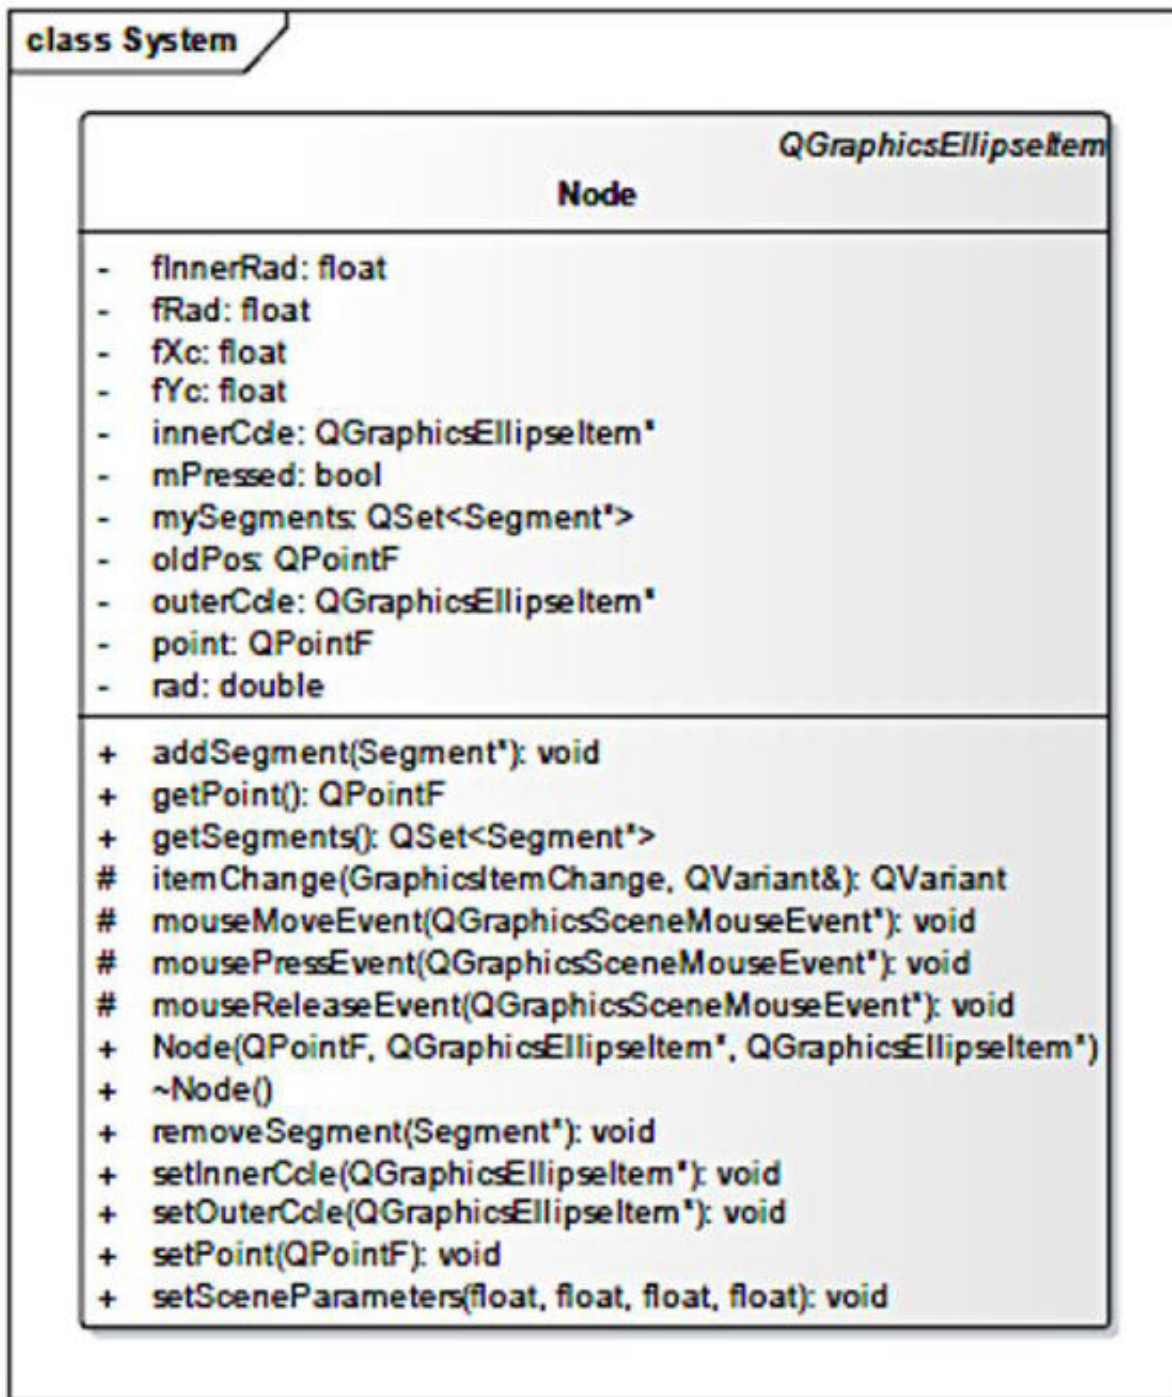 class System
QGraphicsEllipseItem
Node
- fInnerRad: float
- fRad: float
- fXc: float
- fYc: float
- innerCcle: QGraphicsEllipseItem*
- mPressed: bool
- mySegments: QSet<Segment*>
- oldPos: QPointF
- outerCcle: QGraphicsEllipseItem*
- point: QPointF
- rad: double
+ addSegment(Segment*): void
+ getPoint(): QPointF
+ getSegments(): QSet<Segment*>
# itemChange(GraphicsItemChange, QVariant&): QVariant
# mouseMoveEvent(QGraphicsSceneMouseEvent*): void
# mousePressEvent(QGraphicsSceneMouseEvent*): void
# mouseReleaseEvent(QGraphicsSceneMouseEvent*): void
+ Node(QPointF, QGraphicsEllipseItem*, QGraphicsEllipseItem*)
+ ~Node()
+ removeSegment(Segment*): void
+ setInnerCcle(QGraphicsEllipseItem*): void
+ setOuterCcle(QGraphicsEllipseItem*): void
+ setPoint(QPointF): void
+ setSceneParameters(float, float, float, float): void